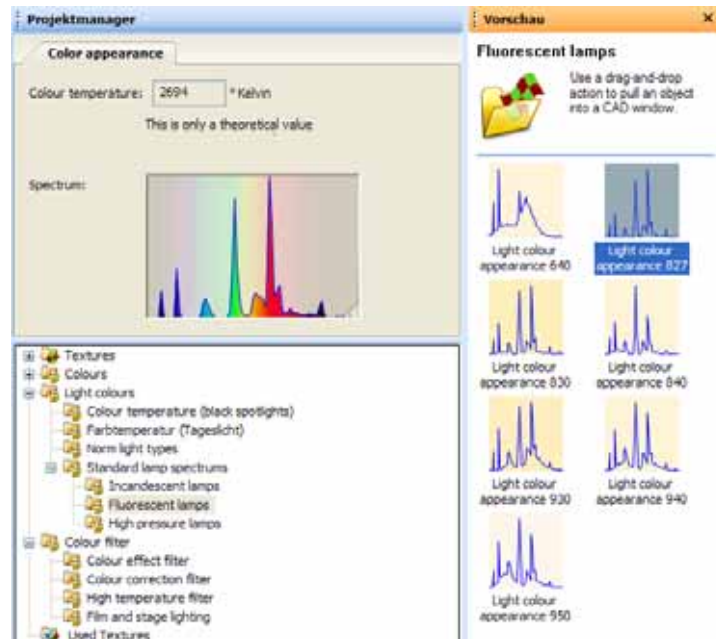 Projektmanager
Color appearance
Colour temperature: 2694 ° Kelvin
This is only a theoretical value
Spectrum:
Textures
Colours
Light colours
Colour temperature (black spotlights)
Farbtemperatur (Tageslicht)
Norm light types
Standard lamp spectrums
Incandescent lamps
Fluorescent lamps
High pressure lamps
Colour filter
Colour effect filter
Colour correction filter
High temperature filter
Film and stage lighting
Used Textures
Vorschau
Fluorescent lamps
Use a drag-and-drop
action to pull an object
into a CAD window.
Light colour
appearance 640
Light colour
appearance 827
Light colour
appearance 830
Light colour
appearance 840
Light colour
appearance 930
Light colour
appearance 940
Light colour
appearance 950